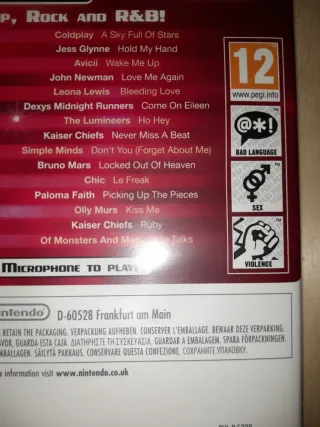 P, ROCK AND R&B!
Coldplay A Sky Full Of Stars
Jess Glynne Hold My Hand
Avicii Wake Me Up
John Newman Love Me Again
Leona Lewis Bleeding Love
Dexys Midnight Runners Come On Eileen
The Lumineers Ho Hey
Kaiser Chiefs Never Miss A Beat
Simple Minds Don't You (Forget About Me)
Bruno Mars Locked Out Of Heaven
Chic Le Freak
Paloma Faith Picking Up The Pieces
Olly Murs Kiss Me
Kaiser Chiefs Ruby
Of Monsters And Men Little Talks
MICROPHONE TO PLAY
12
www.pegi.info
@*!
BAD LANGUAGE
SEX
VIOLENCE
Nintendo D-60528 Frankfurt am Main
RETAIN THE PACKAGING. VERPACKUNG AUFHEBEN. CONSERVER L'EMBALLAGE. BEWAAR DEZE VERPAKKING.
AVOR, GUARDA ESTA CAJA. ΔΙΑΤΗΡΗΣΤΕ ΤΗ ΣΥΣΚΕΥΑΣΙΑ. GUARDAR A EMBALAGEM. SPARA FÖRPACKNINGEN.
MBALLAGEN. SÄILYTÄ PAKKAUS. CONSERVARE QUESTA CONFEZIONE. СОХРАНИТЕ УПАКОВКУ.
e information visit www.nintendo.co.uk